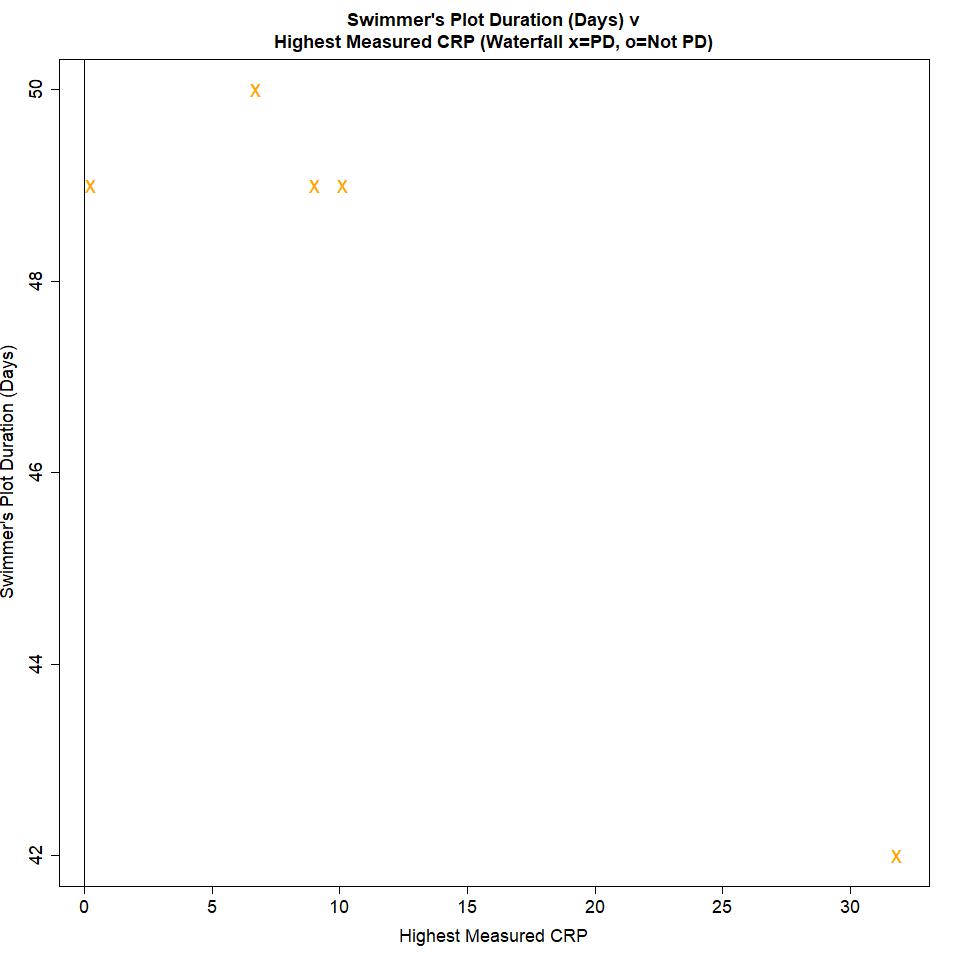 Swimmer's Plot Duration (Days) v
Highest Measured CRP (Waterfall x=PD, o=Not PD)
50
48
46
44
42
Swimmer's Plot Duration (Days)
X
X
X
X
X
0
5
10
15
20
25
30
Highest Measured CRP